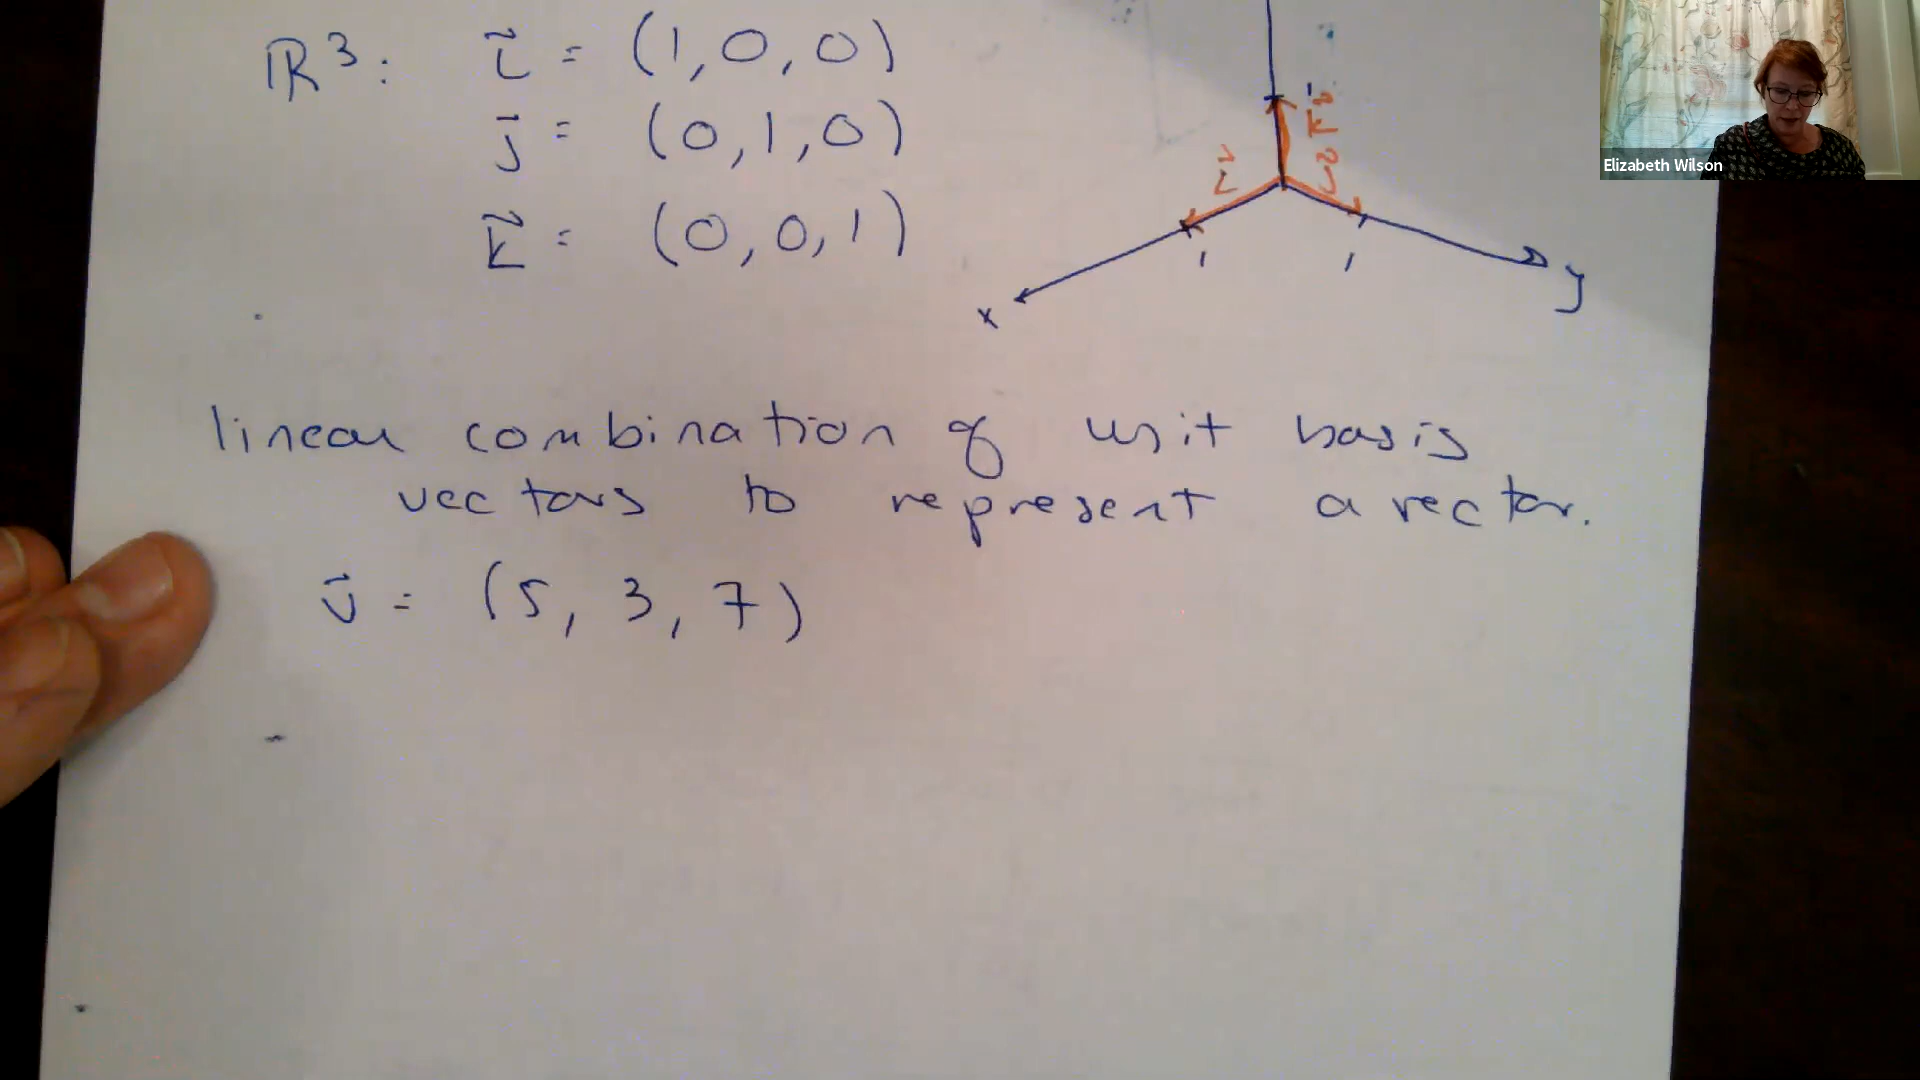 ℝ³: i⃗ = (1, 0, 0)
j⃗ = (0, 1, 0)
k⃗ = (0, 0, 1)
k⃗
i⃗
j⃗
1
1
x
y
linear combination of unit basis
vectors to represent a vector.
v⃗ = (5, 3, 7)
Elizabeth Wilson